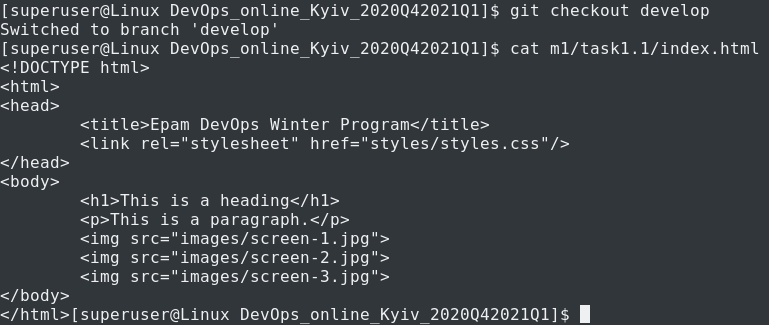 [superuser@Linux DevOps_online_Kyiv_2020Q42021Q1]$ git checkout develop
Switched to branch 'develop'
[superuser@Linux DevOps_online_Kyiv_2020Q42021Q1]$ cat m1/task1.1/index.html
<!DOCTYPE html>
<html>
<head>
        <title>Epam DevOps Winter Program</title>
        <link rel="stylesheet" href="styles/styles.css"/>
</head>
<body>
        <h1>This is a heading</h1>
        <p>This is a paragraph.</p>
        <img src="images/screen-1.jpg">
        <img src="images/screen-2.jpg">
        <img src="images/screen-3.jpg">
</body>
</html>[superuser@Linux DevOps_online_Kyiv_2020Q42021Q1]$